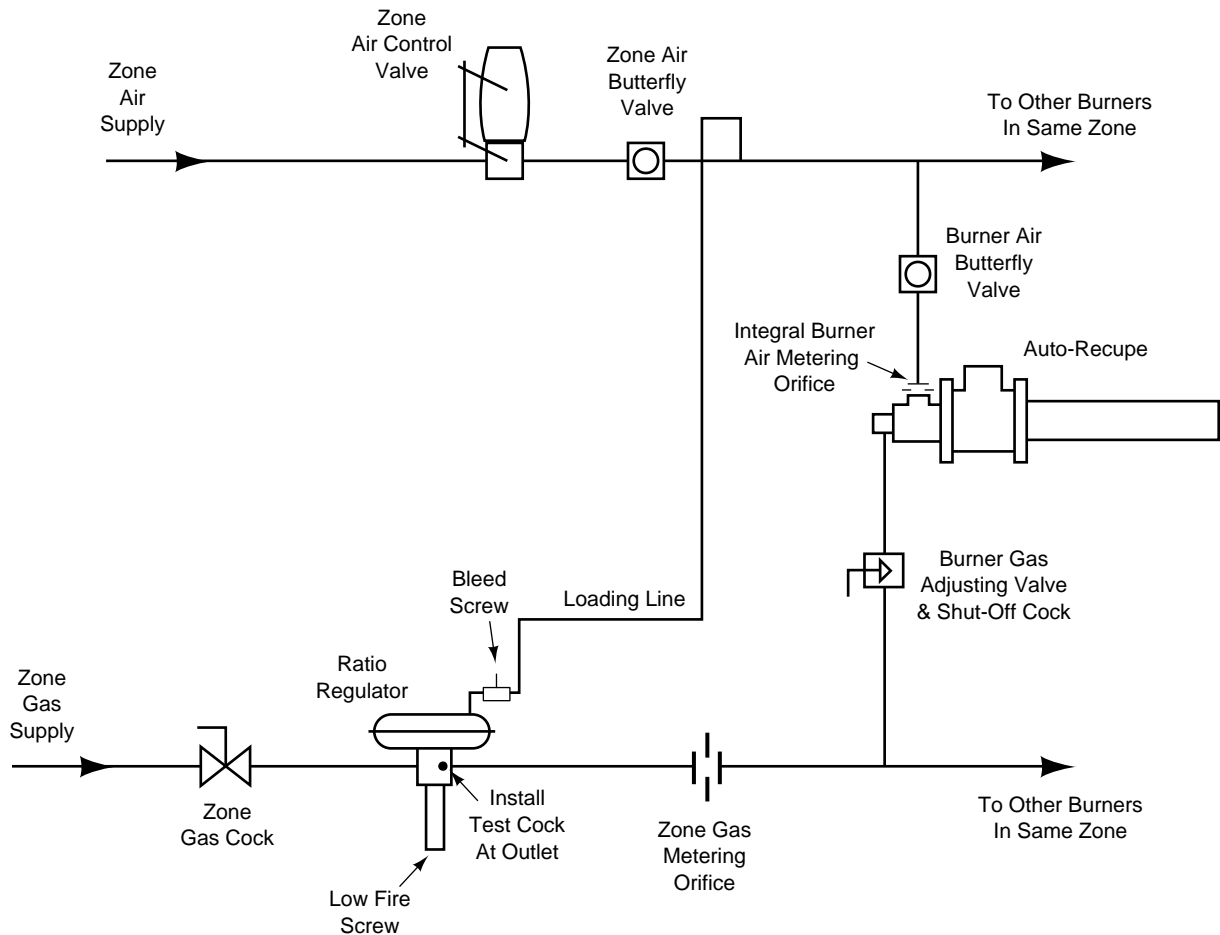 Zone
Air Control
Valve
Zone Air
Butterfly
Valve
Zone
Air
Supply
To Other Burners
In Same Zone
Burner Air
Butterfly
Valve
Integral Burner
Air Metering
Orifice
Auto-Recupe
Bleed
Screw
Loading Line
Burner Gas
Adjusting Valve
& Shut-Off Cock
Ratio
Regulator
Zone
Gas
Supply
Zone
Gas Cock
Install
Test Cock
At Outlet
Low Fire
Screw
Zone Gas
Metering
Orifice
To Other Burners
In Same Zone